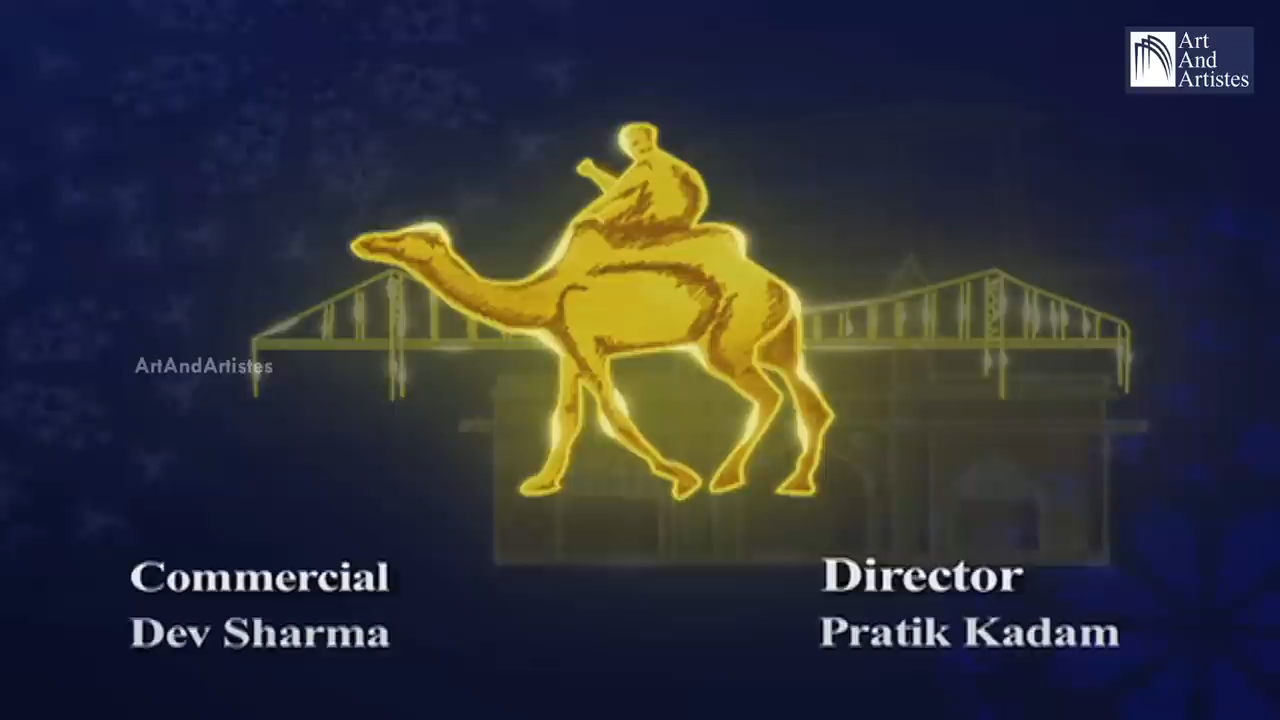 Art
And
Artistes
ArtAndArtistes
Commercial
Dev Sharma
Director
Pratik Kadam